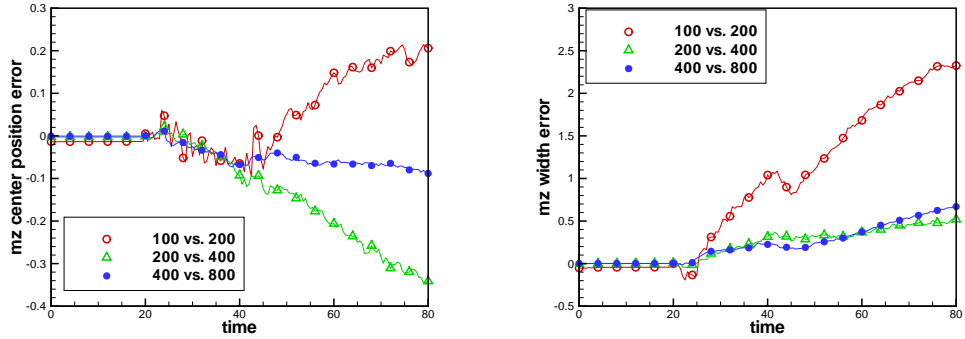 mz center position error
0.3
0.2
0.1
0
-0.1
-0.2
-0.3
-0.4
100 vs. 200
200 vs. 400
400 vs. 800
0 20 40 60 80
time
mz width error
3
2.5
2
1.5
1
0.5
0
-0.5
100 vs. 200
200 vs. 400
400 vs. 800
0 20 40 60 80
time